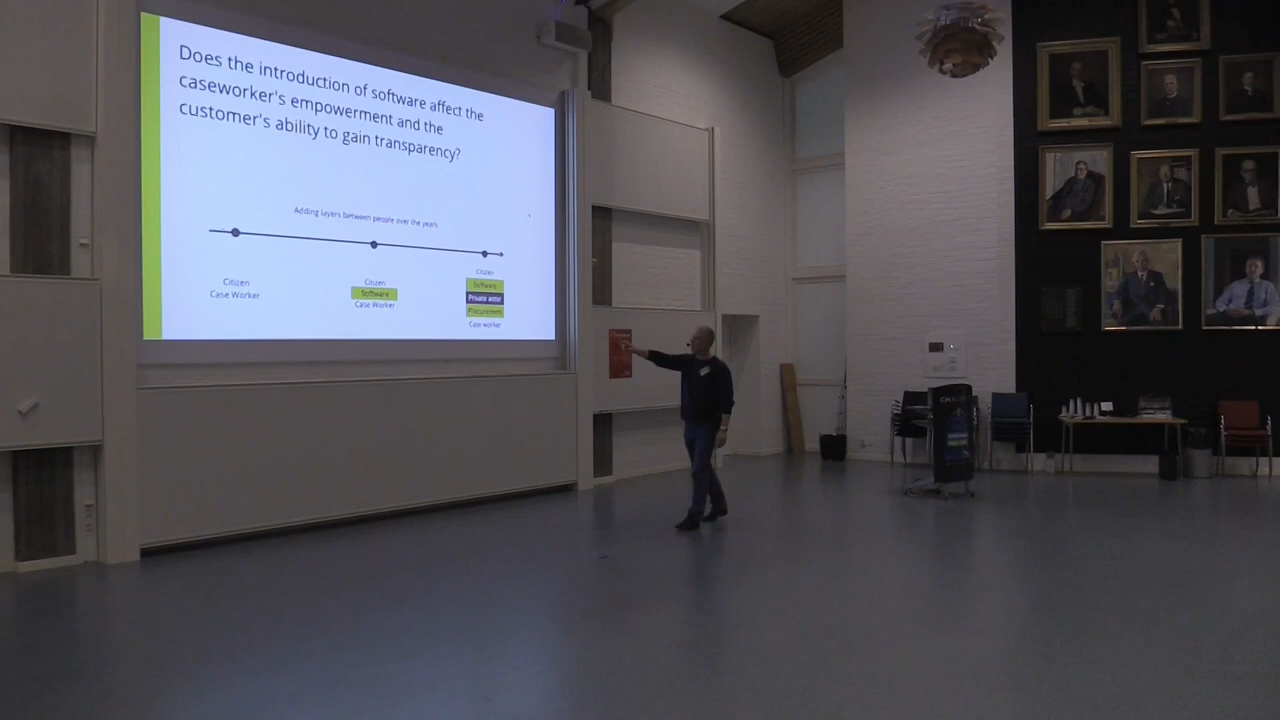 Does the introduction of software affect the
caseworker's empowerment and the
customer's ability to gain transparency?
Adding layers between people over the years
Citizen
Case Worker
Citizen
Software
Case Worker
Citizen
Software
Private actor
Procurement
Case worker